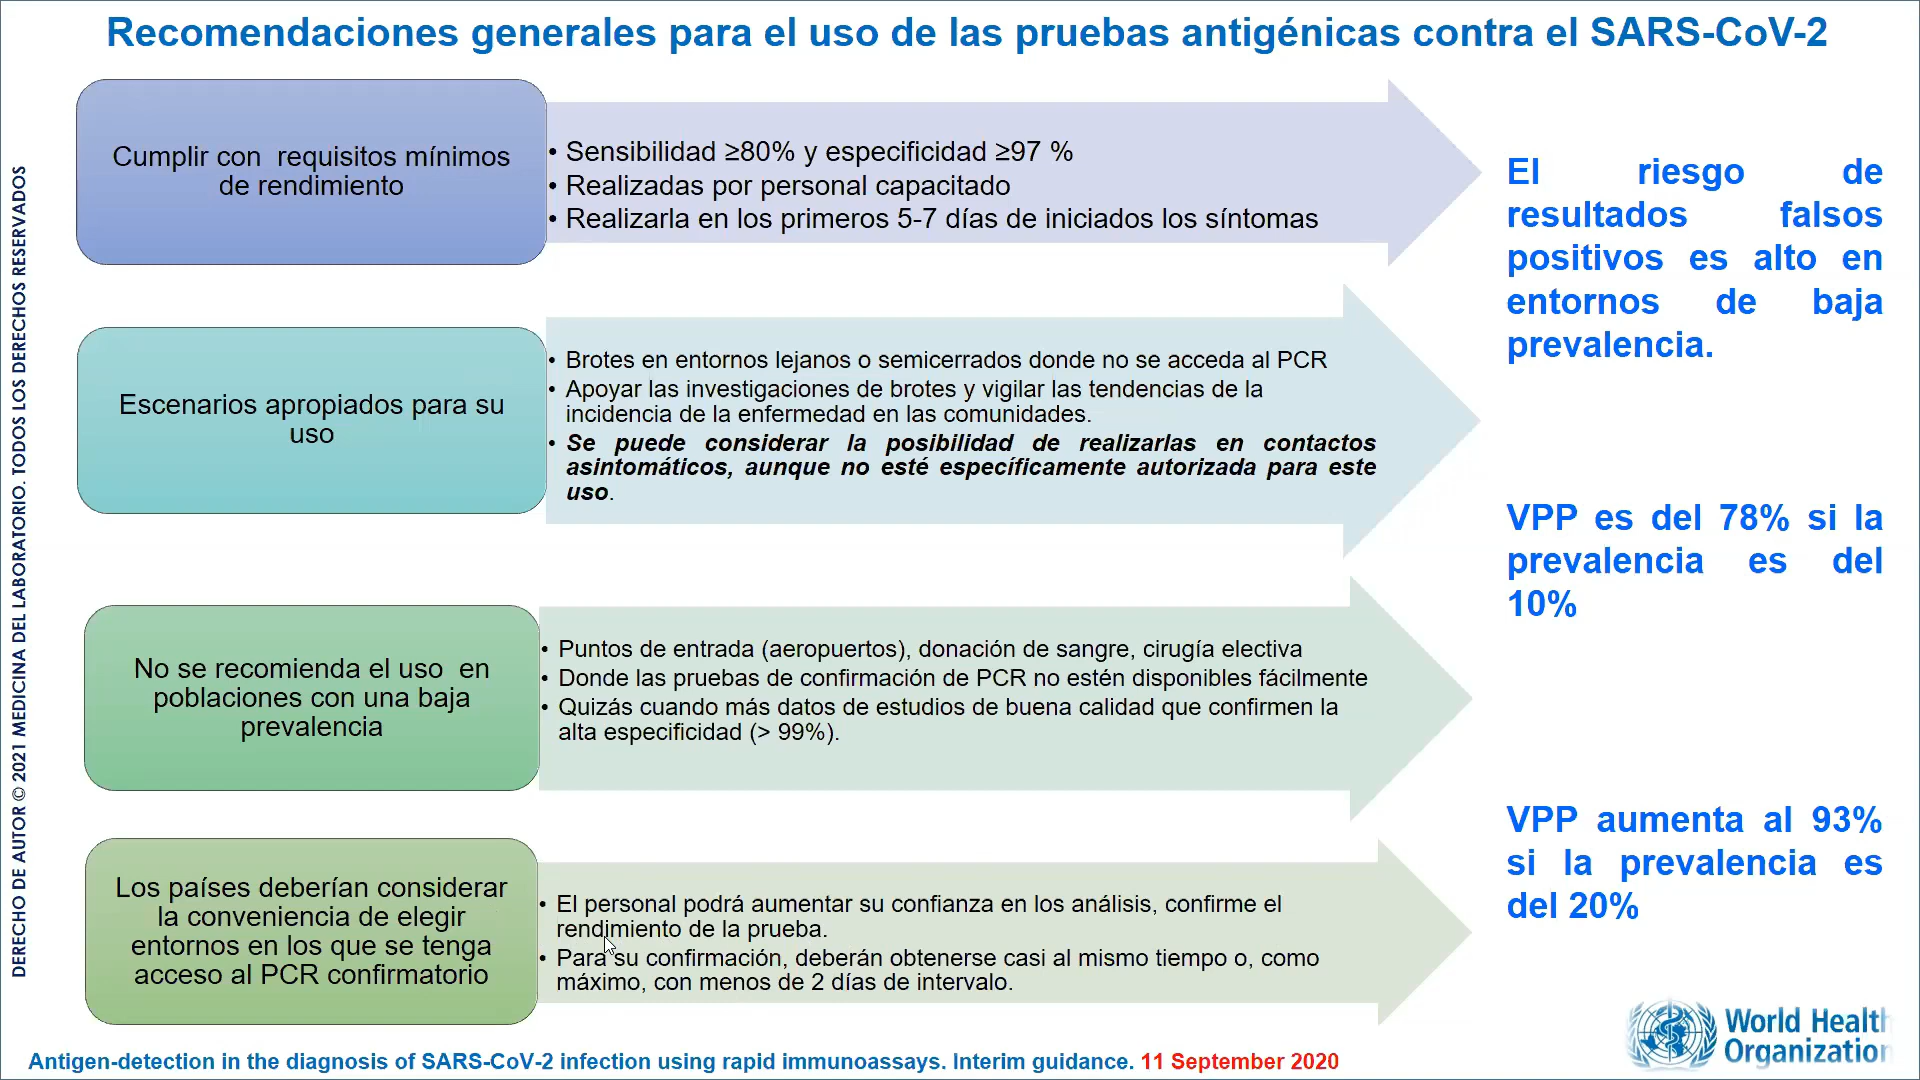 Recomendaciones generales para el uso de las pruebas antigénicas contra el SARS-CoV-2
Cumplir con requisitos mínimos
de rendimiento
• Sensibilidad ≥80% y especificidad ≥97 %
• Realizadas por personal capacitado
• Realizarla en los primeros 5-7 días de iniciados los síntomas
Escenarios apropiados para su
uso
• Brotes en entornos lejanos o semicerrados donde no se acceda al PCR
• Apoyar las investigaciones de brotes y vigilar las tendencias de la
incidencia de la enfermedad en las comunidades.
• Se puede considerar la posibilidad de realizarlas en contactos
asintomáticos, aunque no esté específicamente autorizada para este
uso.
No se recomienda el uso en
poblaciones con una baja
prevalencia
• Puntos de entrada (aeropuertos), donación de sangre, cirugía electiva
• Donde las pruebas de confirmación de PCR no estén disponibles fácilmente
• Quizás cuando más datos de estudios de buena calidad que confirmen la
alta especificidad (> 99%).
Los países deberían considerar
la conveniencia de elegir
entornos en los que se tenga
acceso al PCR confirmatorio
• El personal podrá aumentar su confianza en los análisis, confirme el
rendimiento de la prueba.
• Para su confirmación, deberán obtenerse casi al mismo tiempo o, como
máximo, con menos de 2 días de intervalo.
El riesgo de
resultados falsos
positivos es alto en
entornos de baja
prevalencia.
VPP es del 78% si la
prevalencia es del
10%
VPP aumenta al 93%
si la prevalencia es
del 20%
World Health
Organization
Antigen-detection in the diagnosis of SARS-CoV-2 infection using rapid immunoassays. Interim guidance. 11 September 2020
DERECHO DE AUTOR © 2021 MEDICINA DEL LABORATORIO. TODOS LOS DERECHOS RESERVADOS